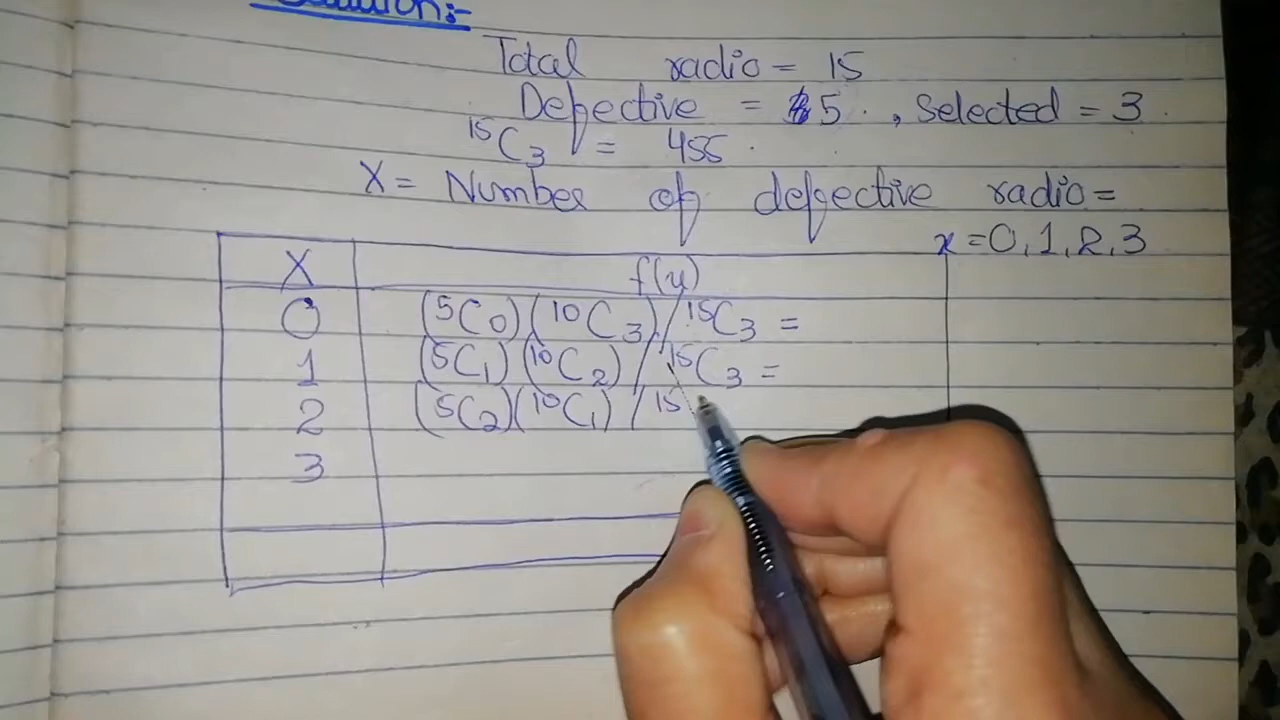 Solution:-
Total radio = 15
Defective = 5 . , Selected = 3 .
¹⁵C₃ = 455 .
X = Number of defective radio =
x = 0, 1, 2, 3
X f(x)
0 (⁵C₀)(¹⁰C₃) / ¹⁵C₃ =
1 (⁵C₁)(¹⁰C₂) / ¹⁵C₃ =
2 (⁵C₂)(¹⁰C₁) / ¹⁵
3